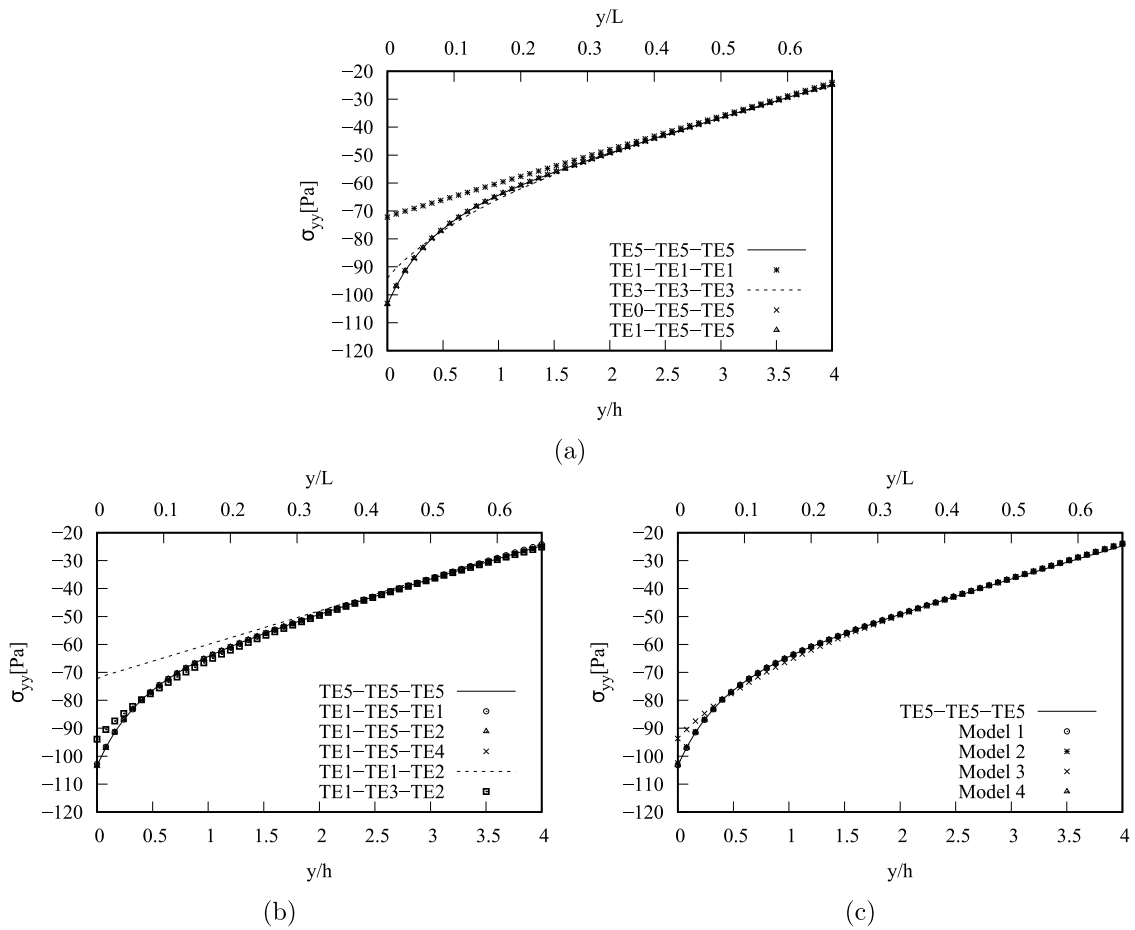 y/L
0 0.1 0.2 0.3 0.4 0.5 0.6
−20
−30
−40
−50
−60
−70
−80
−90
−100
−110
−120
σyy[Pa]
TE5−TE5−TE5
TE1−TE1−TE1
TE3−TE3−TE3
TE0−TE5−TE5
TE1−TE5−TE5
0 0.5 1 1.5 2 2.5 3 3.5 4
y/h
(a)
y/L
0 0.1 0.2 0.3 0.4 0.5 0.6
−20
−30
−40
−50
−60
−70
−80
−90
−100
−110
−120
σyy[Pa]
TE5−TE5−TE5
TE1−TE5−TE1
TE1−TE5−TE2
TE1−TE5−TE4
TE1−TE1−TE2
TE1−TE3−TE2
0 0.5 1 1.5 2 2.5 3 3.5 4
y/h
(b)
y/L
0 0.1 0.2 0.3 0.4 0.5 0.6
−20
−30
−40
−50
−60
−70
−80
−90
−100
−110
−120
σyy[Pa]
TE5−TE5−TE5
Model 1
Model 2
Model 3
Model 4
0 0.5 1 1.5 2 2.5 3 3.5 4
y/h
(c)